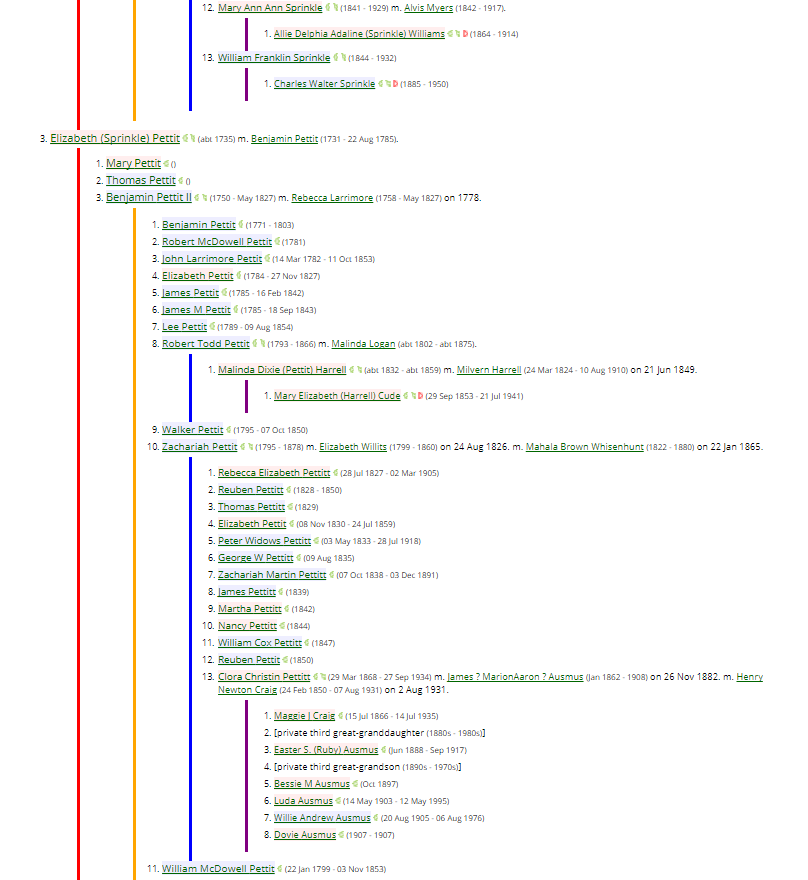 12. Mary Ann Ann Sprinkle (1841 - 1929) m. Alvis Myers (1842 - 1917).
1. Allie Delphia Adaline (Sprinkle) Williams D (1864 - 1914)
13. William Franklin Sprinkle (1844 - 1932)
1. Charles Walter Sprinkle D (1885 - 1950)
3. Elizabeth (Sprinkle) Pettit (abt 1735) m. Benjamin Pettit (1731 - 22 Aug 1785).
1. Mary Pettit ()
2. Thomas Pettit ()
3. Benjamin Pettit II (1750 - May 1827) m. Rebecca Larrimore (1758 - May 1827) on 1778.
1. Benjamin Pettit (1771 - 1803)
2. Robert McDowell Pettit (1781)
3. John Larrimore Pettit (14 Mar 1782 - 11 Oct 1853)
4. Elizabeth Pettit (1784 - 27 Nov 1827)
5. James Pettit (1785 - 16 Feb 1842)
6. James M Pettit (1785 - 18 Sep 1843)
7. Lee Pettit (1789 - 09 Aug 1854)
8. Robert Todd Pettit (1793 - 1866) m. Malinda Logan (abt 1802 - abt 1875).
1. Malinda Dixie (Pettit) Harrell (abt 1832 - abt 1859) m. Milvern Harrell (24 Mar 1824 - 10 Aug 1910) on 21 Jun 1849.
1. Mary Elizabeth (Harrell) Cude D (29 Sep 1853 - 21 Jul 1941)
9. Walker Pettit (1795 - 07 Oct 1850)
10. Zachariah Pettit (1795 - 1878) m. Elizabeth Willits (1799 - 1860) on 24 Aug 1826. m. Mahala Brown Whisenhunt (1822 - 1880) on 22 Jan 1865.
1. Rebecca Elizabeth Pettitt (28 Jul 1827 - 02 Mar 1905)
2. Reuben Pettitt (1828 - 1850)
3. Thomas Pettitt (1829)
4. Elizabeth Pettit (08 Nov 1830 - 24 Jul 1859)
5. Peter Widows Pettitt (03 May 1833 - 28 Jul 1918)
6. George W Pettitt (09 Aug 1835)
7. Zachariah Martin Pettitt (07 Oct 1838 - 03 Dec 1891)
8. James Pettitt (1839)
9. Martha Pettitt (1842)
10. Nancy Pettitt (1844)
11. William Cox Pettitt (1847)
12. Reuben Pettit (1850)
13. Clora Christin Pettitt (29 Mar 1868 - 27 Sep 1934) m. James ? MarionAaron ? Ausmus (Jan 1862 - 1908) on 26 Nov 1882. m. Henry
Newton Craig (24 Feb 1850 - 07 Aug 1931) on 2 Aug 1931.
1. Maggie J Craig (15 Jul 1866 - 14 Jul 1935)
2. [private third great-granddaughter (1880s - 1980s)]
3. Easter S. (Ruby) Ausmus (Jun 1888 - Sep 1917)
4. [private third great-grandson (1890s - 1970s)]
5. Bessie M Ausmus (Oct 1897)
6. Luda Ausmus (14 May 1903 - 12 May 1995)
7. Willie Andrew Ausmus (20 Aug 1905 - 06 Aug 1976)
8. Dovie Ausmus (1907 - 1907)
11. William McDowell Pettit (22 Jan 1799 - 03 Nov 1853)